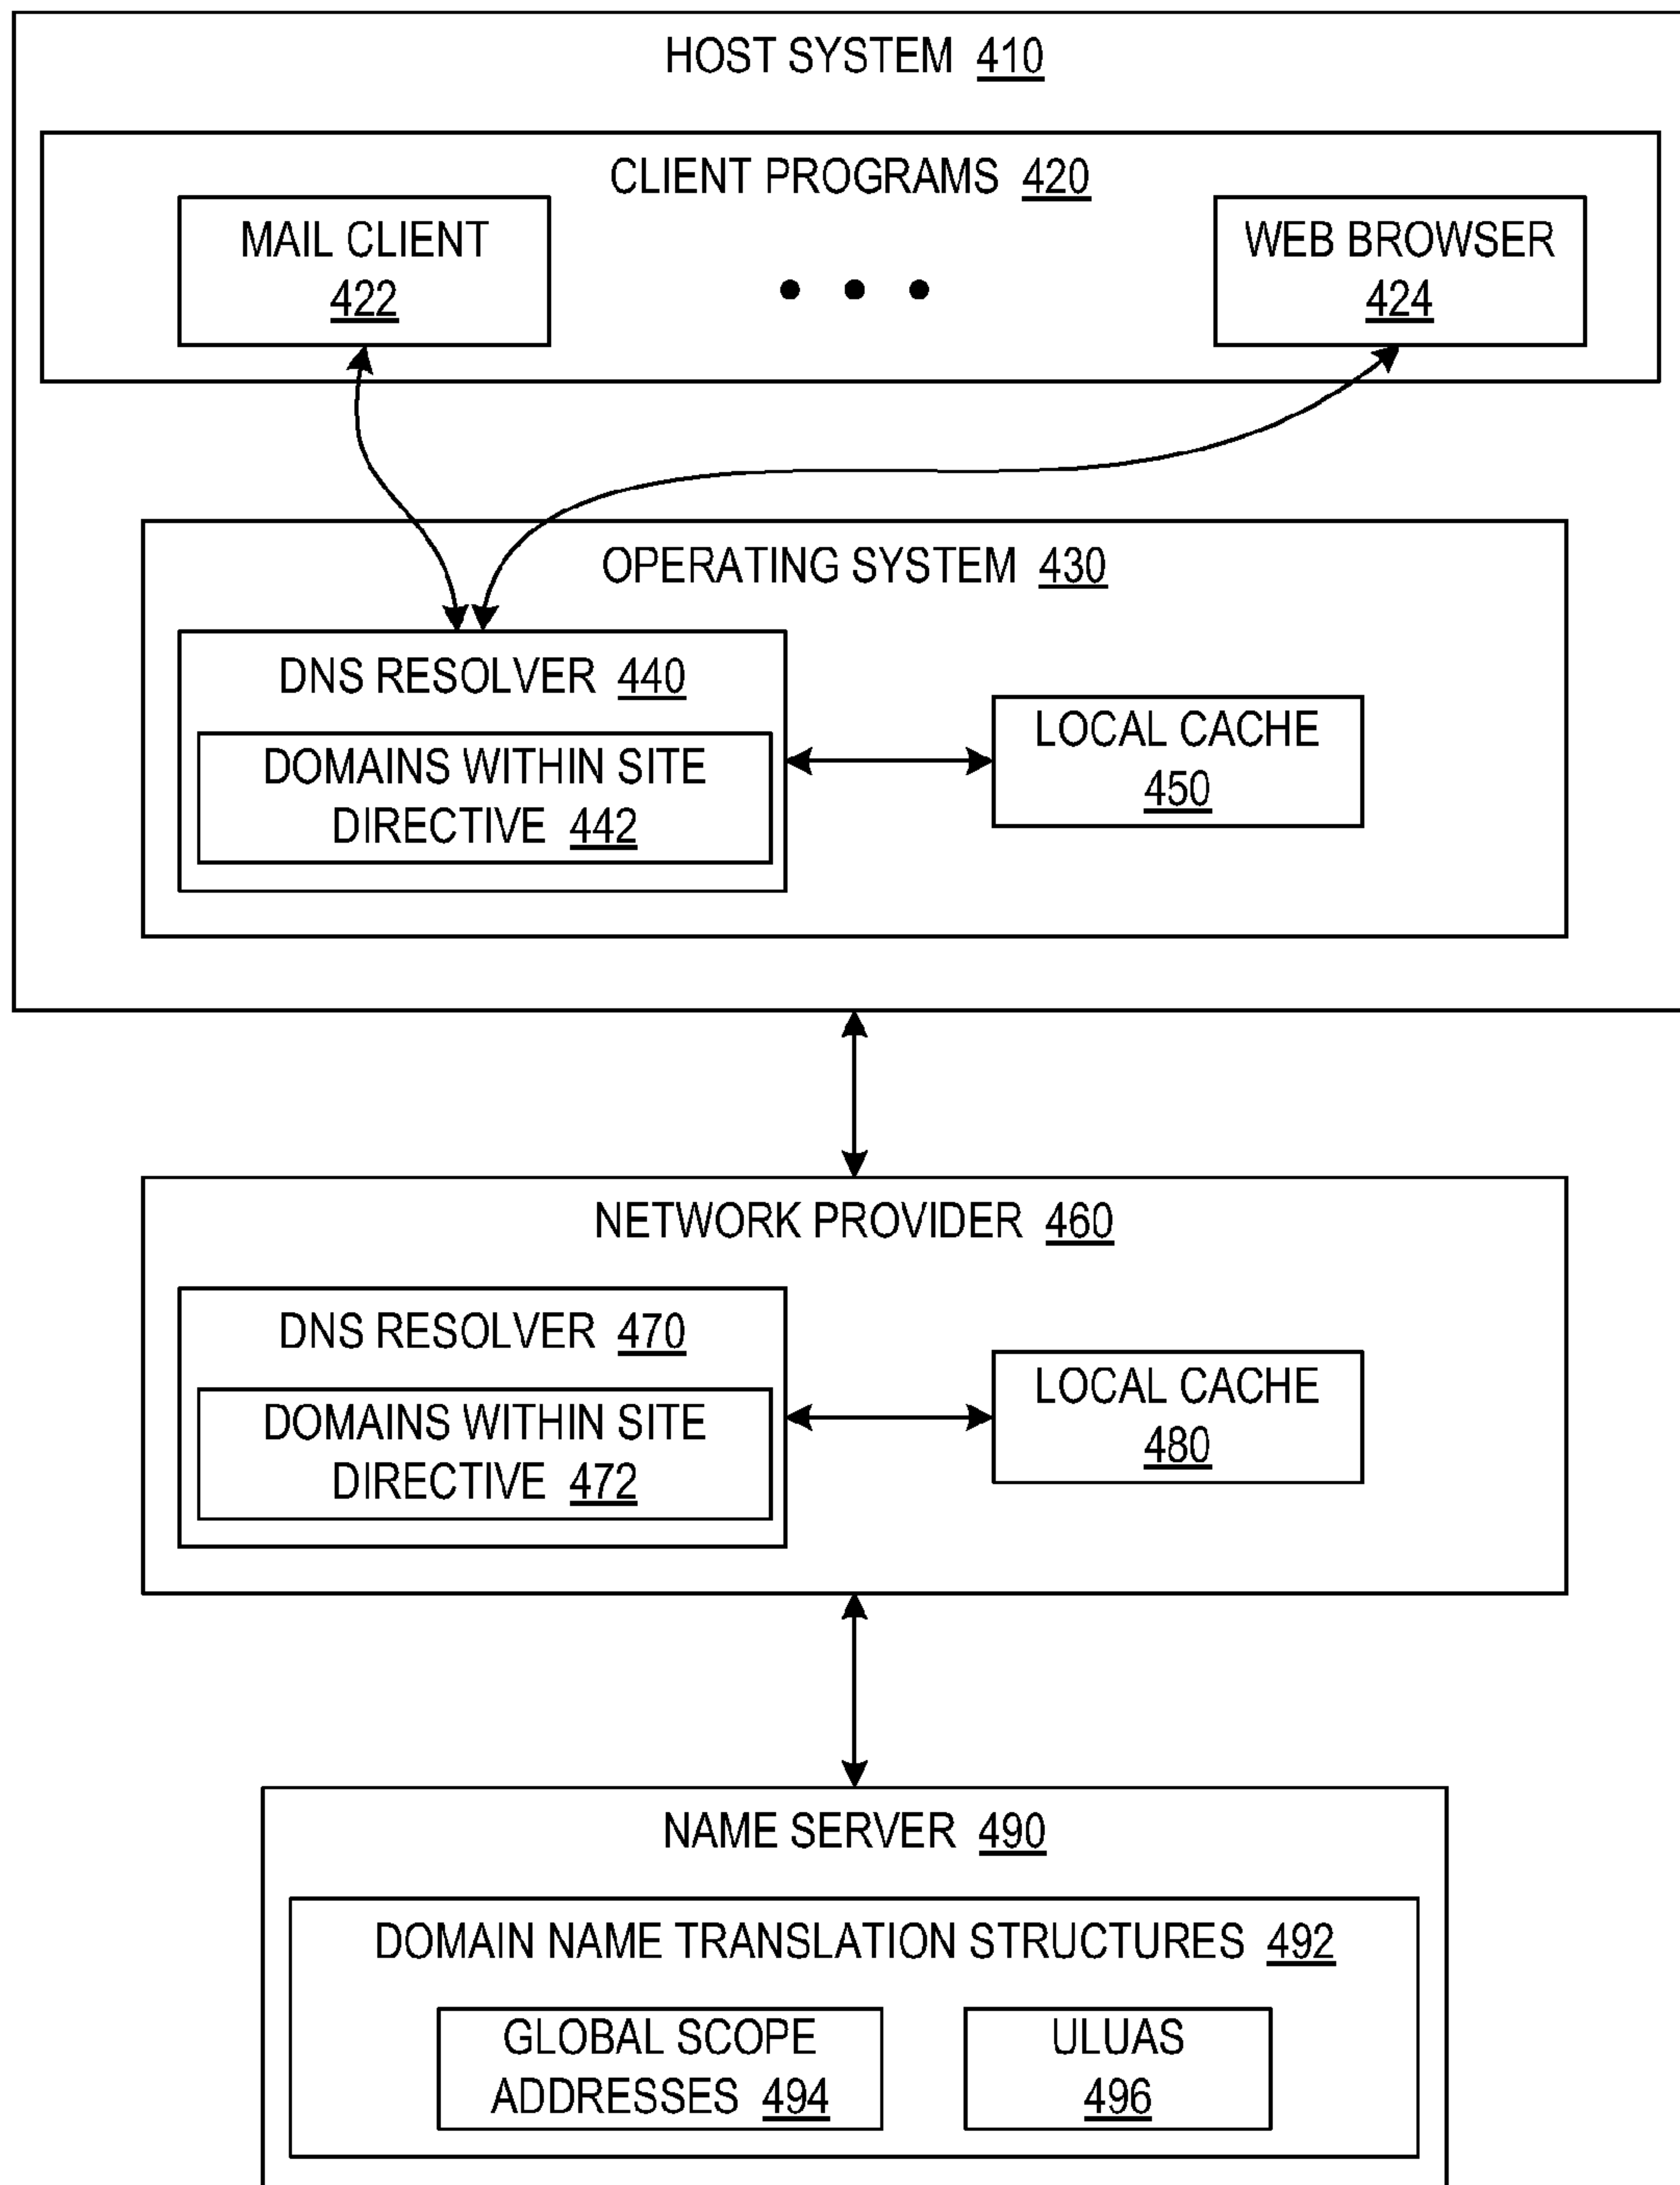 HOST SYSTEM 410
CLIENT PROGRAMS 420
MAIL CLIENT
422
WEB BROWSER
424
OPERATING SYSTEM 430
DNS RESOLVER 440
DOMAINS WITHIN SITE
DIRECTIVE 442
LOCAL CACHE
450
NETWORK PROVIDER 460
DNS RESOLVER 470
DOMAINS WITHIN SITE
DIRECTIVE 472
LOCAL CACHE
480
NAME SERVER 490
DOMAIN NAME TRANSLATION STRUCTURES 492
GLOBAL SCOPE
ADDRESSES 494
ULUAS
496